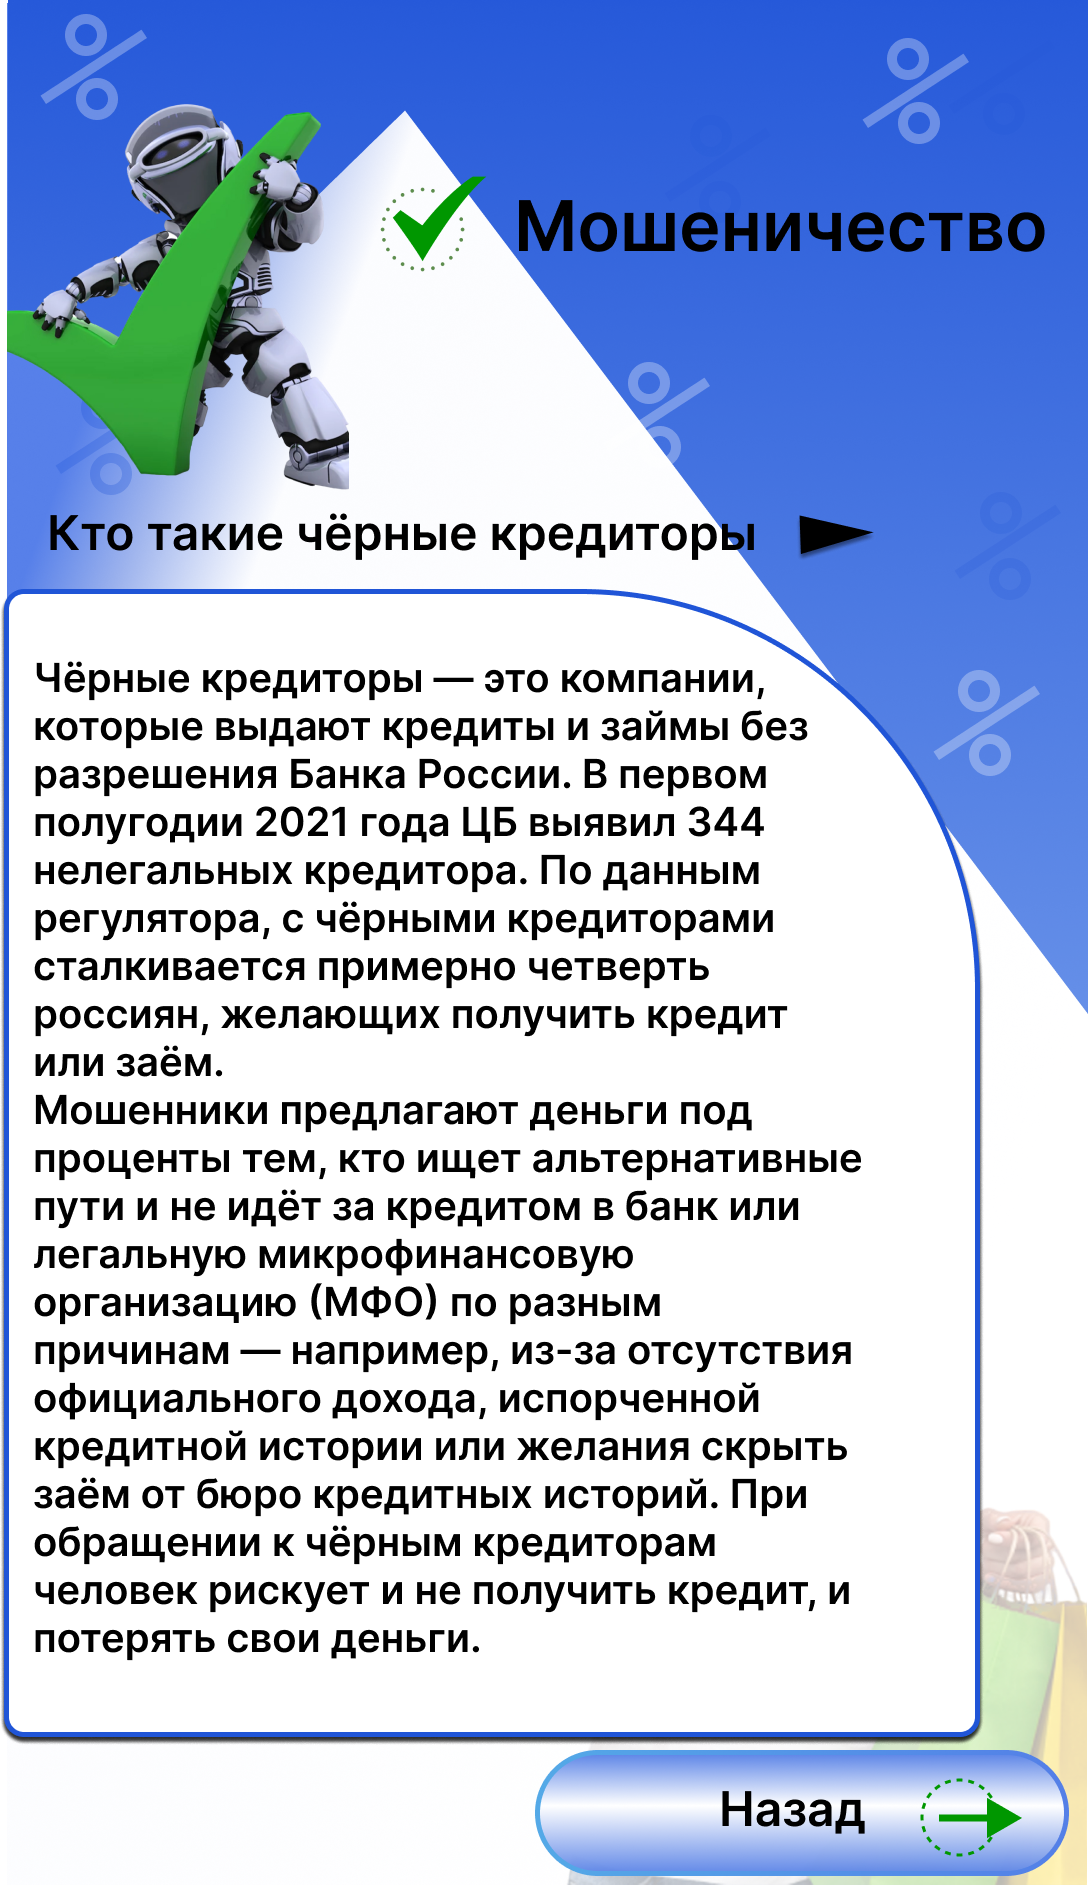 Мошеничество
Кто такие чёрные кредиторы
Чёрные кредиторы — это компании,
которые выдают кредиты и займы без
разрешения Банка России. В первом
полугодии 2021 года ЦБ выявил 344
нелегальных кредитора. По данным
регулятора, с чёрными кредиторами
сталкивается примерно четверть
россиян, желающих получить кредит
или заём.
Мошенники предлагают деньги под
проценты тем, кто ищет альтернативные
пути и не идёт за кредитом в банк или
легальную микрофинансовую
организацию (МФО) по разным
причинам — например, из-за отсутствия
официального дохода, испорченной
кредитной истории или желания скрыть
заём от бюро кредитных историй. При
обращении к чёрным кредиторам
человек рискует и не получить кредит, и
потерять свои деньги.
Назад